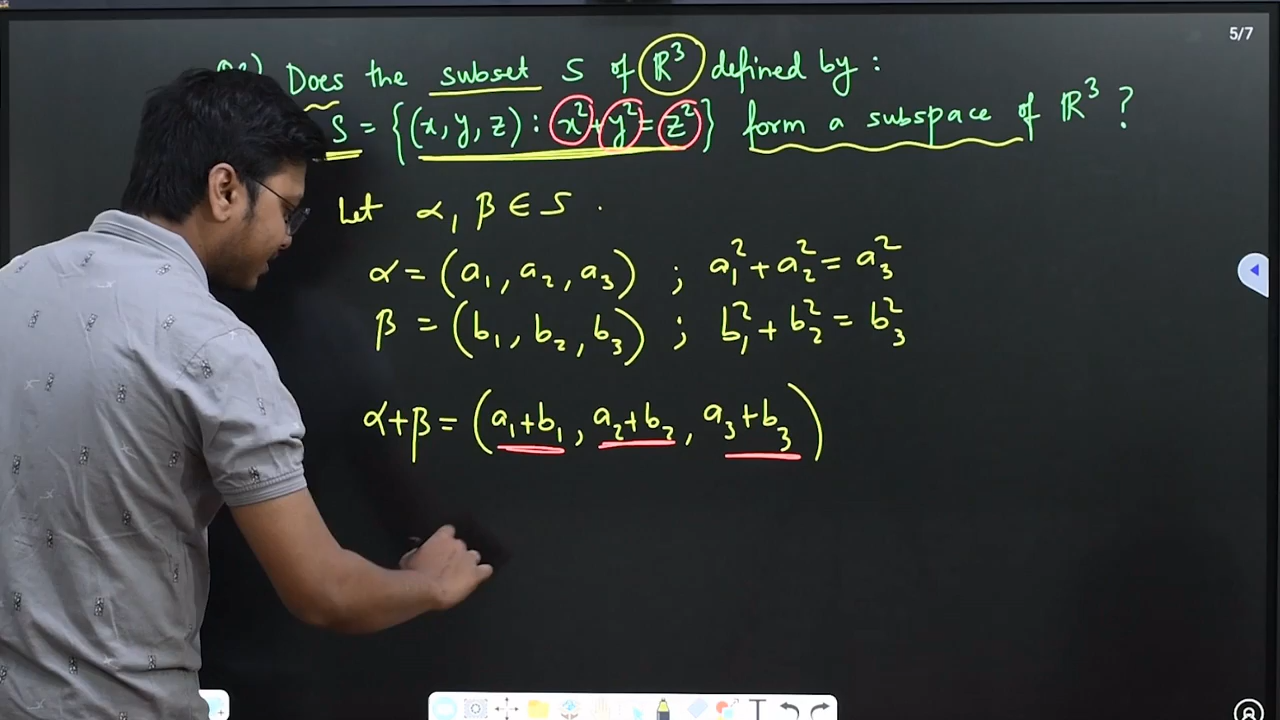 5/7
Does the subset S of ℝ³ defined by :
S = {(x, y, z) : x² + y² = z²} form a subspace of ℝ³ ?
Let α, β ∈ S .
α = (a₁, a₂, a₃) ; a₁² + a₂² = a₃²
β = (b₁, b₂, b₃) ; b₁² + b₂² = b₃²
α+β = (a₁+b₁, a₂+b₂, a₃+b₃)
T